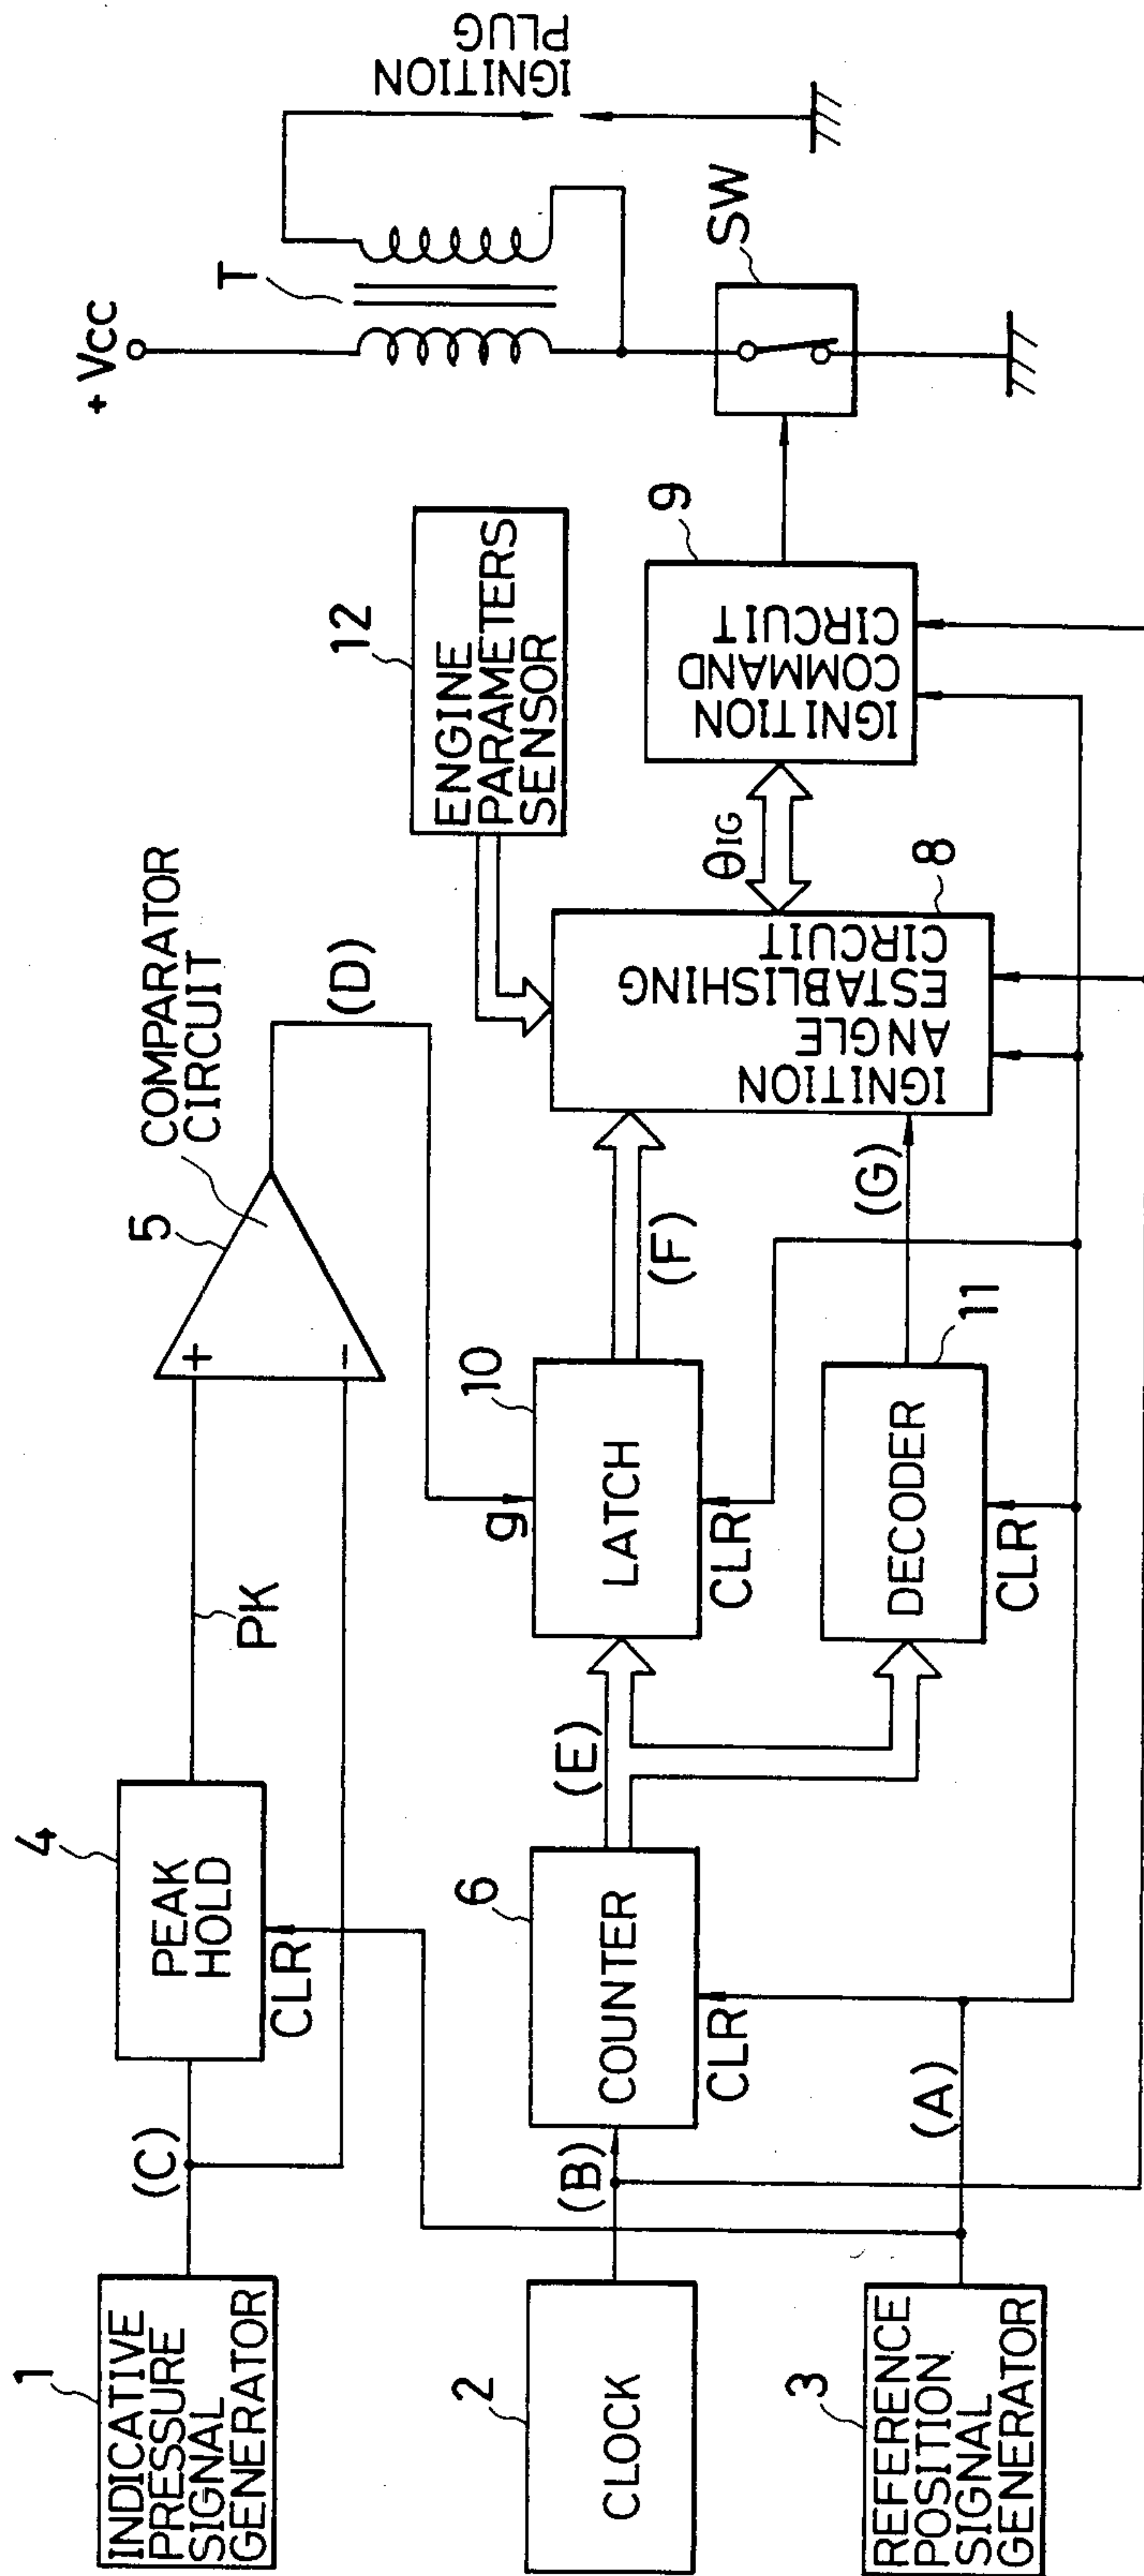 1
INDICATIVE
PRESSURE
SIGNAL
GENERATOR
(C)
4
PEAK
HOLD
CLR
PK
5
+
-
COMPARATOR
CIRCUIT
(D)
2
CLOCK
(B)
6
COUNTER
CLR
(E)
10
g
LATCH
CLR
(F)
3
REFERENCE
POSITION
SIGNAL
GENERATOR
(A)
11
DECODER
CLR
(G)
8
IGNITION
ANGLE
ESTABLISHING
CIRCUIT
12
ENGINE
PARAMETERS
SENSOR
θIG
9
IGNITION
COMMAND
CIRCUIT
+ Vcc
T
SW
IGNITION
PLUG